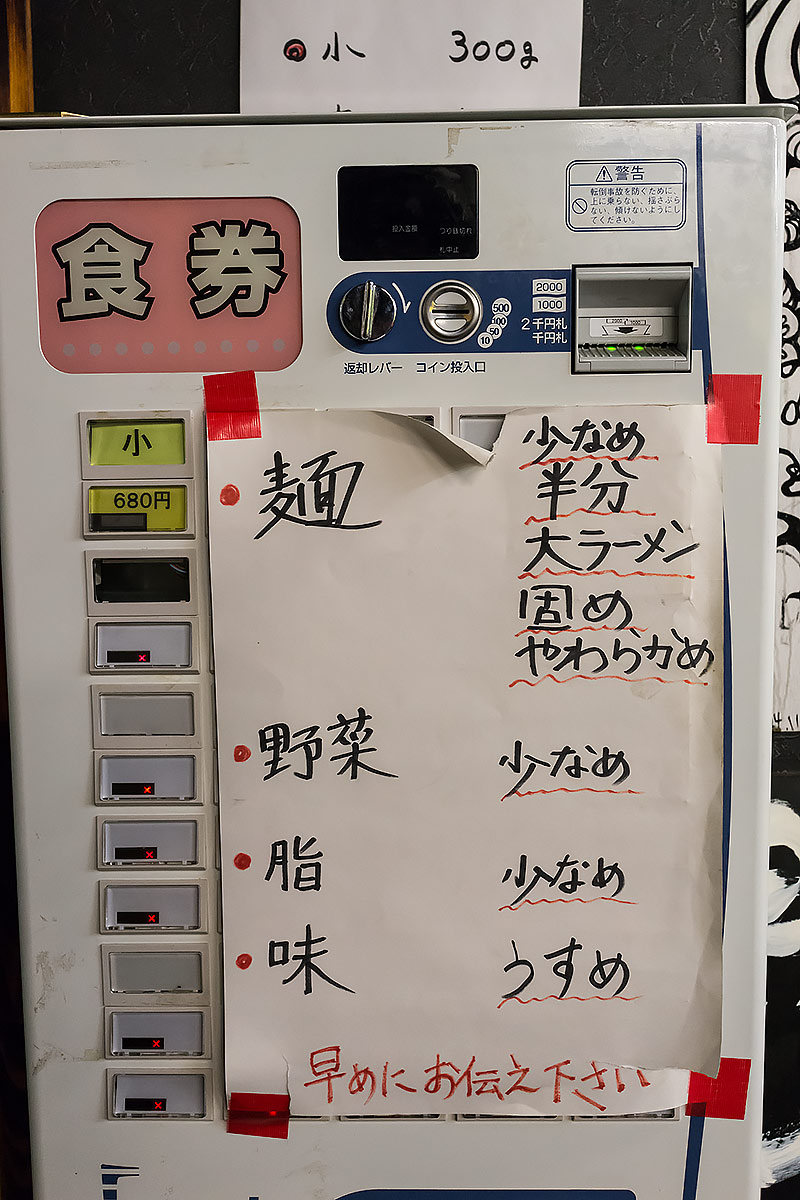 ◉ 小 300g
食券
投入金額 つり銭切れ
札中止
警告
転倒事故を防ぐために、
上に乗らない、揺さぶら
ない、傾けないようにし
てください。
2000
1000
2千円札
千円札
500
100
50
10
返却レバー コイン投入口
小
680円
• 麺 少なめ
半分
大ラーメン
固め
やわらかめ
• 野菜 少なめ
• 脂 少なめ
• 味 うすめ
早めにお伝え下さい